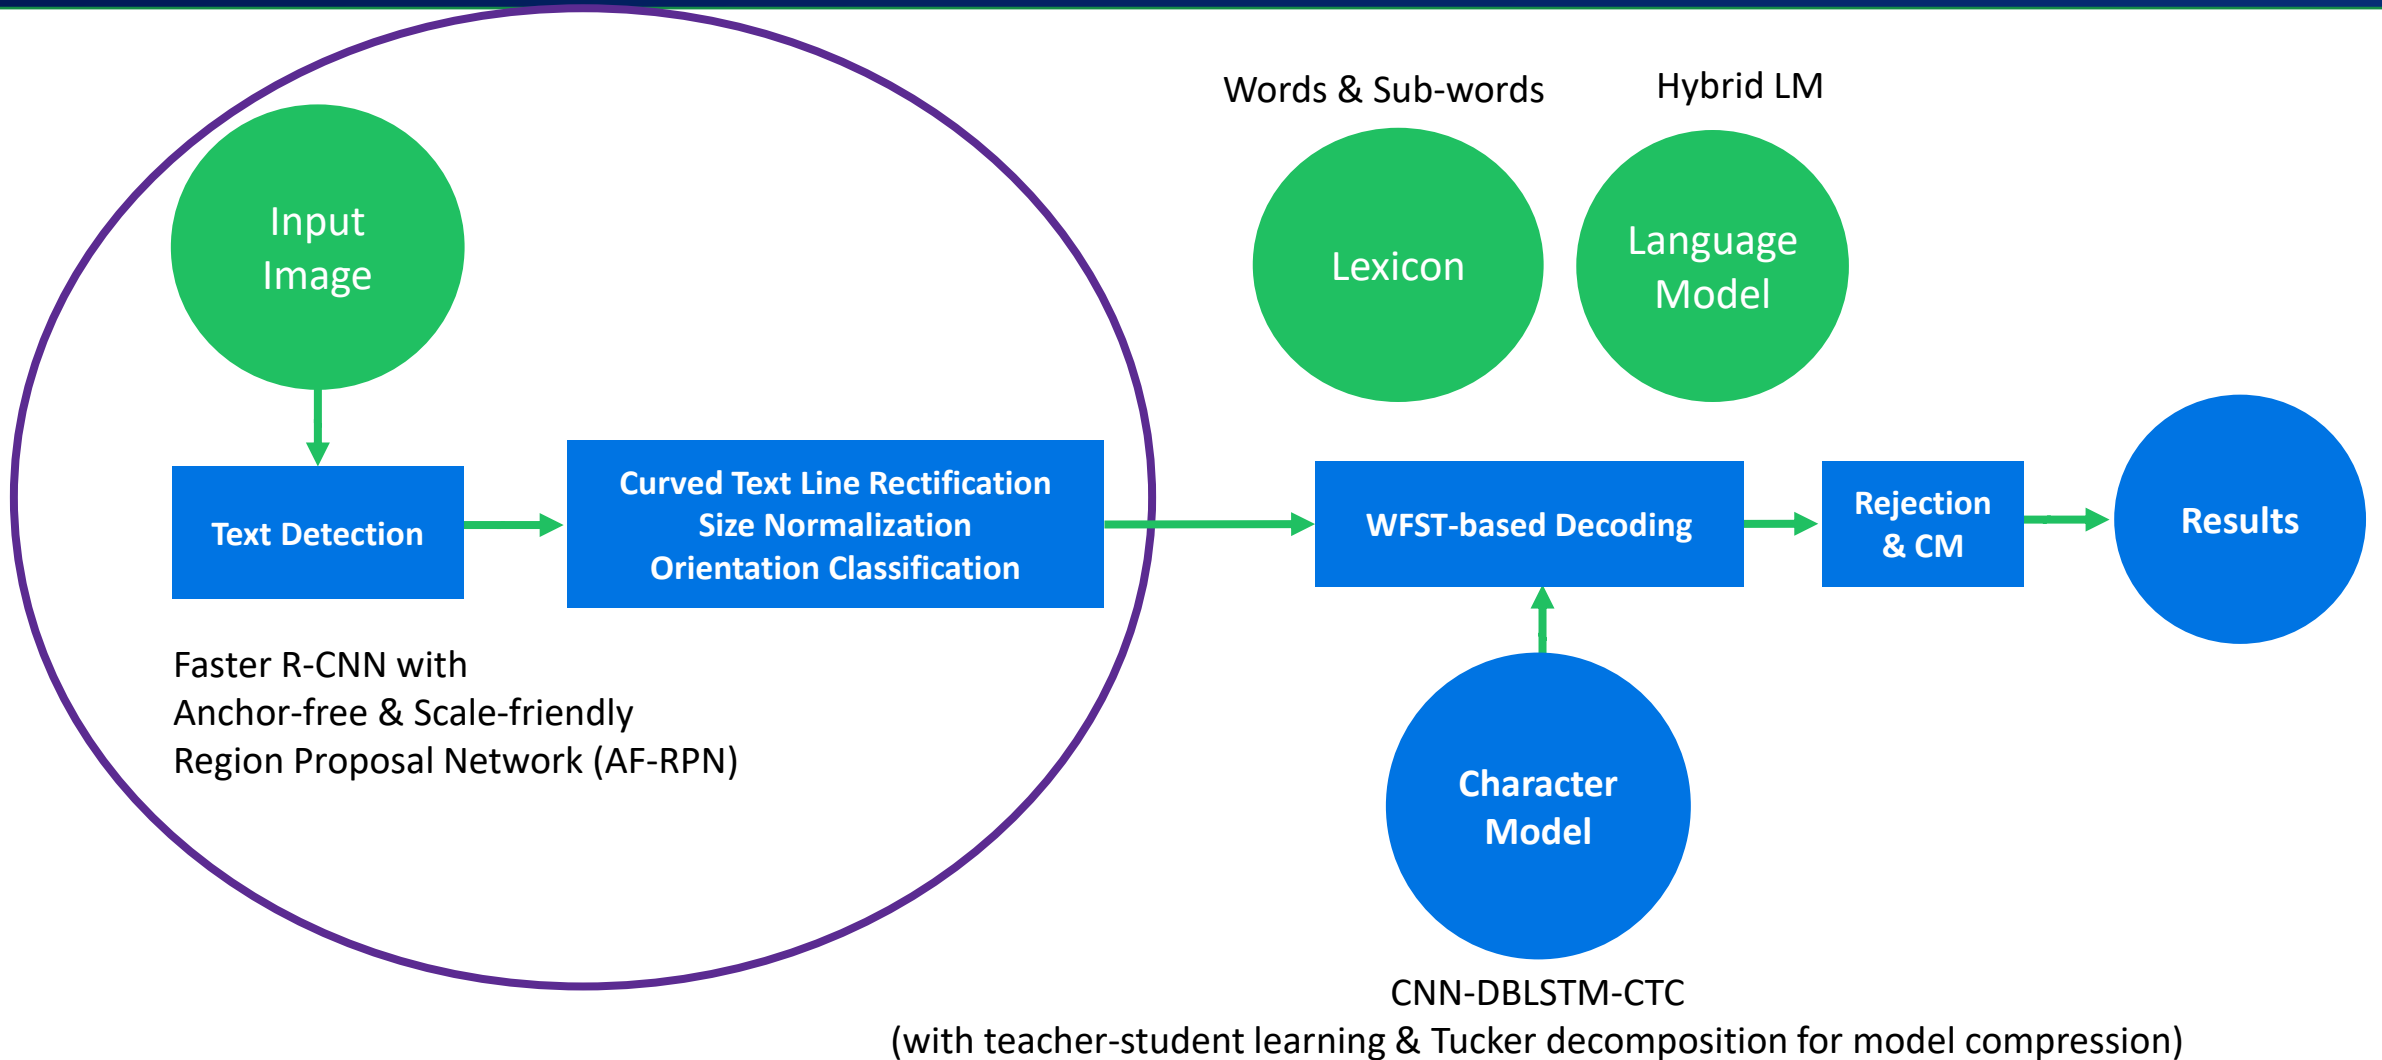 Words & Sub-words
Hybrid LM
Input
Image
Lexicon
Language
Model
Text Detection
Curved Text Line Rectification
Size Normalization
Orientation Classification
WFST-based Decoding
Rejection
& CM
Results
Faster R-CNN with
Anchor-free & Scale-friendly
Region Proposal Network (AF-RPN)
Character
Model
CNN-DBLSTM-CTC
(with teacher-student learning & Tucker decomposition for model compression)